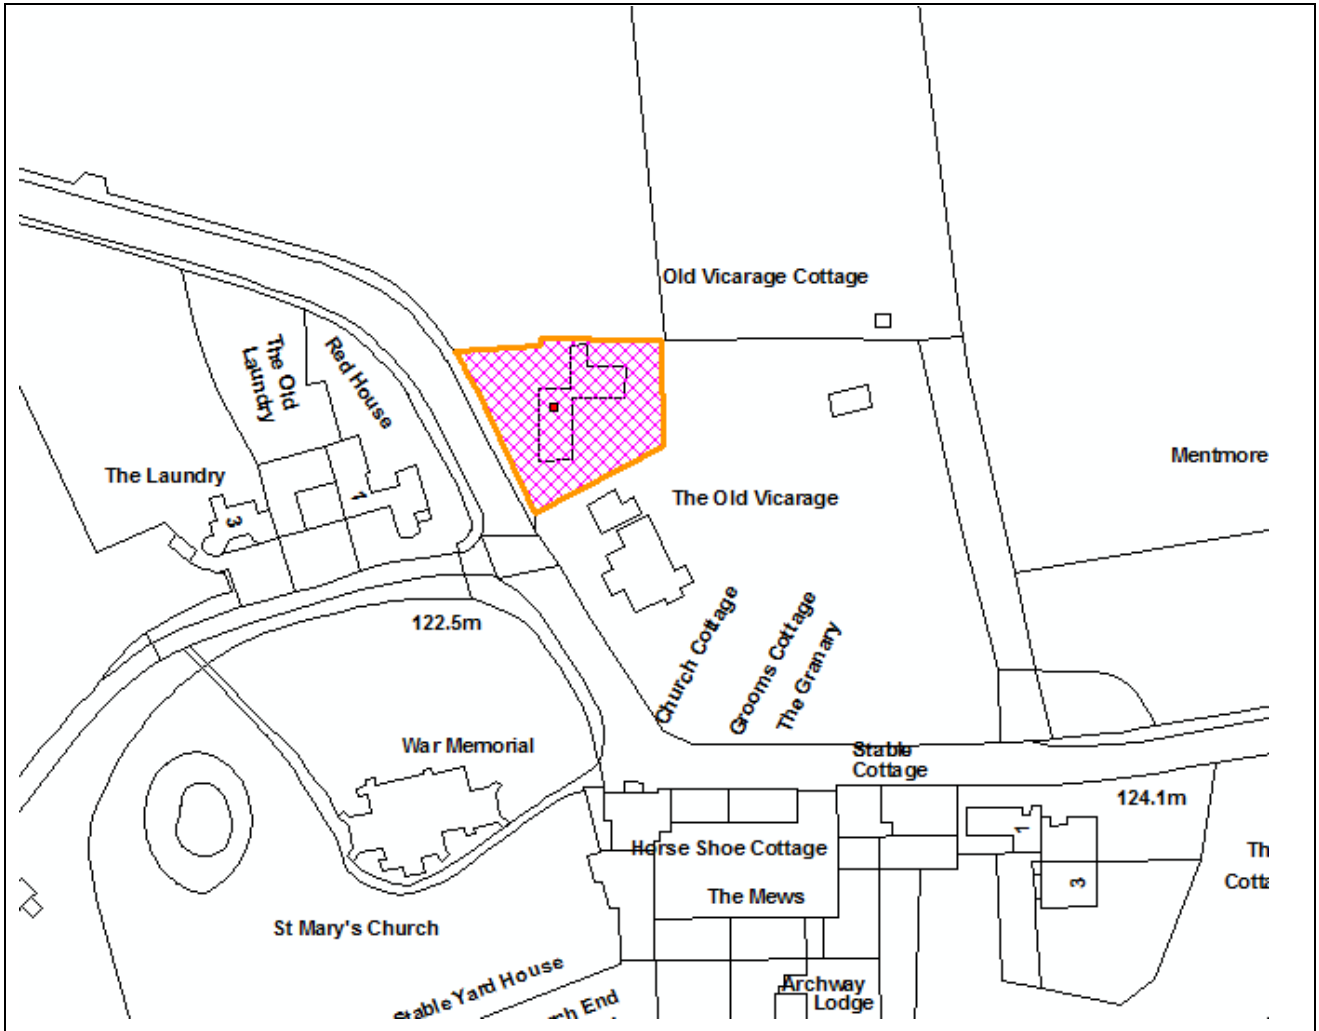 Old Vicarage Cottage
The Old
Laundry
Red House
Mentmore
The Laundry
1
The Old Vicarage
3
122.5m
Church Cottage
Grooms Cottage
The Granary
War Memorial
Stable
Cottage
124.1m
1
Horse Shoe Cottage
3
The Mews
St Mary's Church
Stable Yard House
End
Archway
Lodge